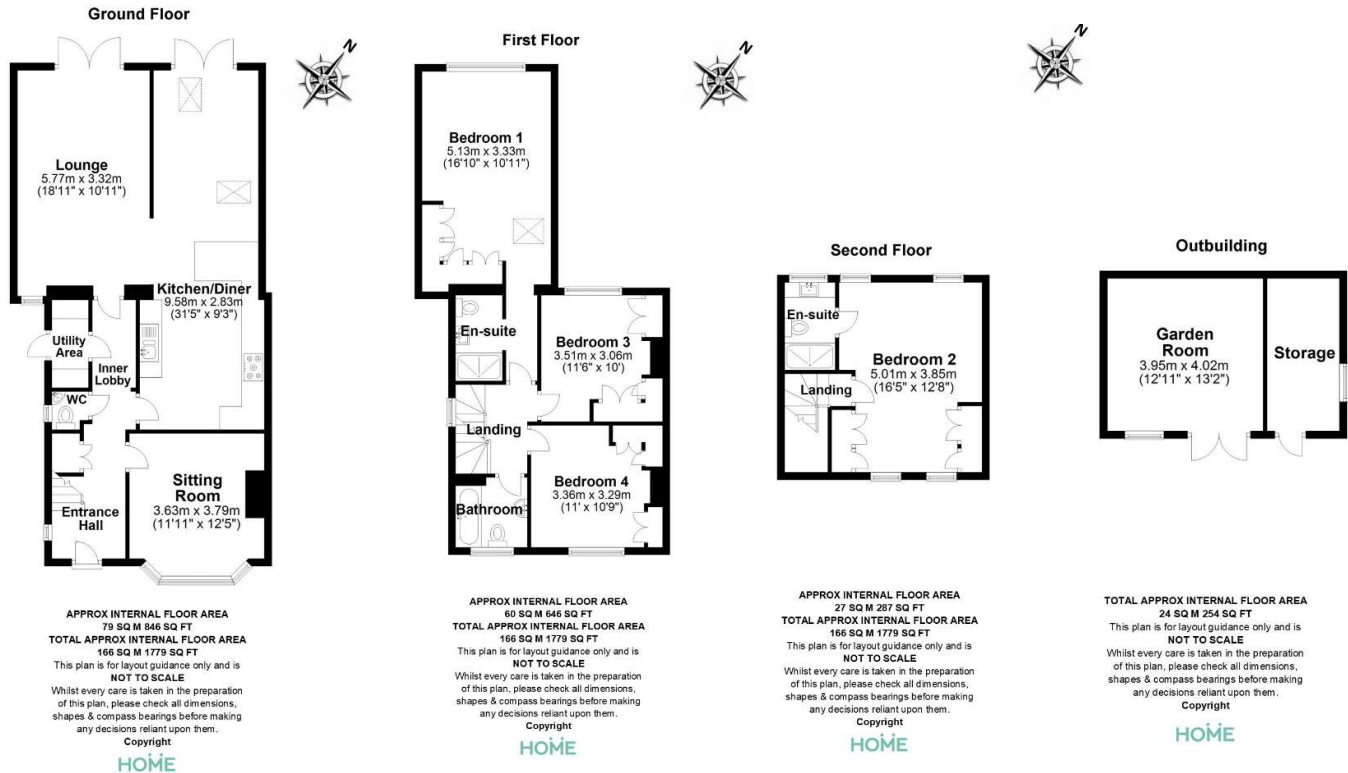 Ground Floor
N
Lounge
5.77m x 3.32m
(18'11" x 10'11")
Kitchen/Diner
9.58m x 2.83m
(31'5" x 9'3")
Utility
Area
Inner
Lobby
WC
Sitting
Room
3.63m x 3.79m
(11'11" x 12'5")
Entrance
Hall
APPROX INTERNAL FLOOR AREA
79 SQ M 846 SQ FT
TOTAL APPROX INTERNAL FLOOR AREA
166 SQ M 1779 SQ FT
This plan is for layout guidance only and is
NOT TO SCALE
Whilst every care is taken in the preparation
of this plan, please check all dimensions,
shapes & compass bearings before making
any decisions reliant upon them.
Copyright
HOME
First Floor
N
Bedroom 1
5.13m x 3.33m
(16'10" x 10'11")
En-suite
Bedroom 3
3.51m x 3.06m
(11'6" x 10')
Landing
Bedroom 4
3.36m x 3.29m
(11' x 10'9")
Bathroom
APPROX INTERNAL FLOOR AREA
60 SQ M 646 SQ FT
TOTAL APPROX INTERNAL FLOOR AREA
166 SQ M 1779 SQ FT
This plan is for layout guidance only and is
NOT TO SCALE
Whilst every care is taken in the preparation
of this plan, please check all dimensions,
shapes & compass bearings before making
any decisions reliant upon them.
Copyright
HOME
Second Floor
En-suite
Bedroom 2
5.01m x 3.85m
(16'5" x 12'8")
Landing
APPROX INTERNAL FLOOR AREA
27 SQ M 287 SQ FT
TOTAL APPROX INTERNAL FLOOR AREA
166 SQ M 1779 SQ FT
This plan is for layout guidance only and is
NOT TO SCALE
Whilst every care is taken in the preparation
of this plan, please check all dimensions,
shapes & compass bearings before making
any decisions reliant upon them.
Copyright
HOME
N
Outbuilding
Garden
Room
3.95m x 4.02m
(12'11" x 13'2")
Storage
TOTAL APPROX INTERNAL FLOOR AREA
24 SQ M 254 SQ FT
This plan is for layout guidance only and is
NOT TO SCALE
Whilst every care is taken in the preparation
of this plan, please check all dimensions,
shapes & compass bearings before making
any decisions reliant upon them.
Copyright
HOME